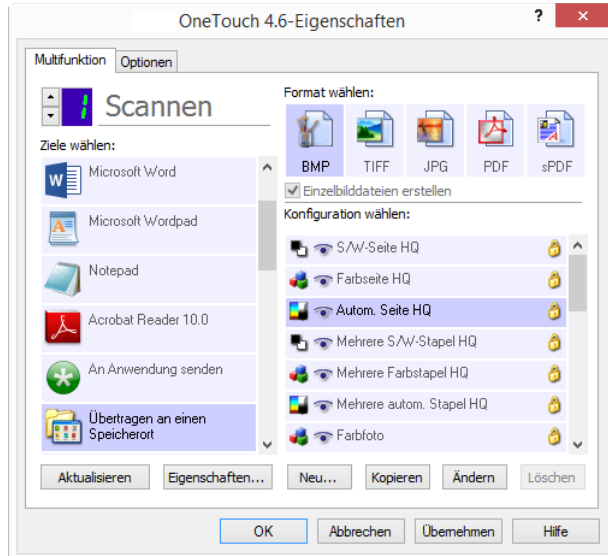 OneTouch 4.6-Eigenschaften
?
Multifunktion
Optionen
1
Scannen
Ziele wählen:
Microsoft Word
Microsoft Wordpad
Notepad
Acrobat Reader 10.0
An Anwendung senden
Übertragen an einen
Speicherort
Aktualisieren
Eigenschaften...
Format wählen:
BMP
TIFF
JPG
PDF
sPDF
Einzelbilddateien erstellen
Konfiguration wählen:
S/W-Seite HQ
Farbseite HQ
Autom. Seite HQ
Mehrere S/W-Stapel HQ
Mehrere Farbstapel HQ
Mehrere autom. Stapel HQ
Farbfoto
Neu...
Kopieren
Ändern
Löschen
OK
Abbrechen
Übernehmen
Hilfe